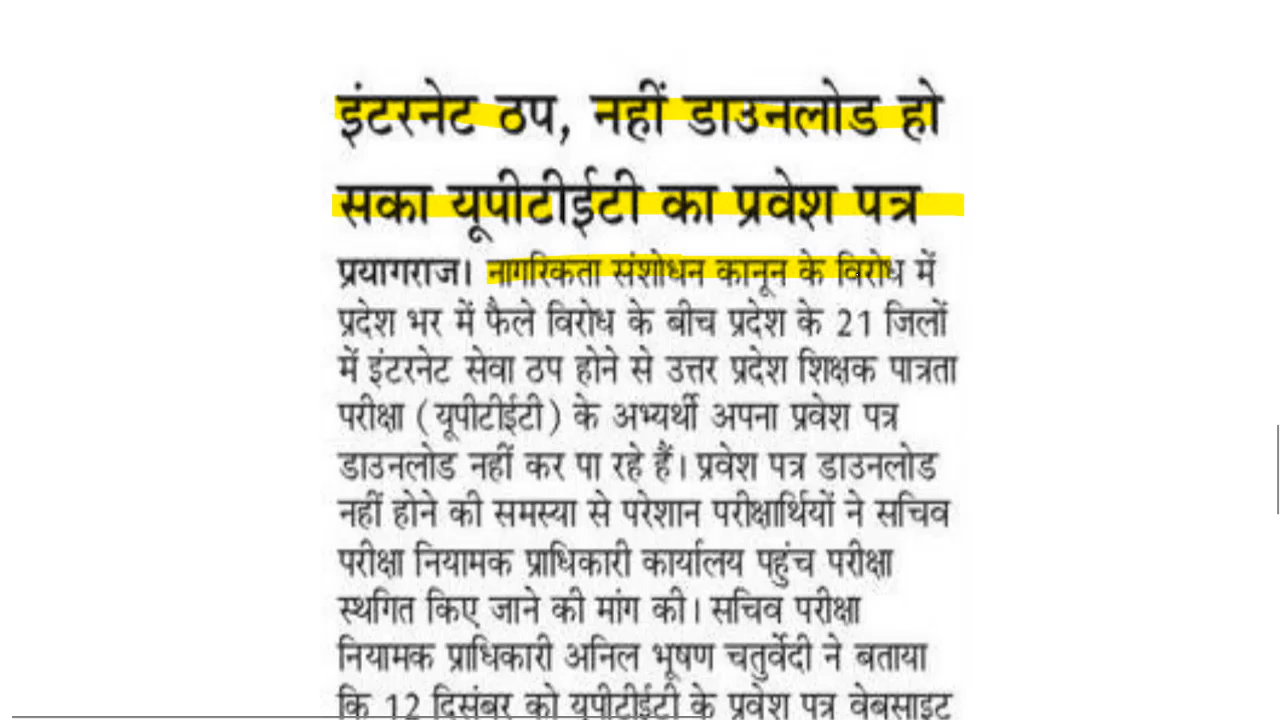 इंटरनेट ठप, नहीं डाउनलोड हो
सका यूपीटीईटी का प्रवेश पत्र
प्रयागराज। नागरिकता संशोधन कानून के विरोध में
प्रदेश भर में फैले विरोध के बीच प्रदेश के 21 जिलों
में इंटरनेट सेवा ठप होने से उत्तर प्रदेश शिक्षक पात्रता
परीक्षा (यूपीटीईटी) के अभ्यर्थी अपना प्रवेश पत्र
डाउनलोड नहीं कर पा रहे हैं। प्रवेश पत्र डाउनलोड
नहीं होने की समस्या से परेशान परीक्षार्थियों ने सचिव
परीक्षा नियामक प्राधिकारी कार्यालय पहुंच परीक्षा
स्थगित किए जाने की मांग की। सचिव परीक्षा
नियामक प्राधिकारी अनिल भूषण चतुर्वेदी ने बताया
कि 12 दिसंबर को यूपीटीईटी के प्रवेश पत्र वेबसाइट